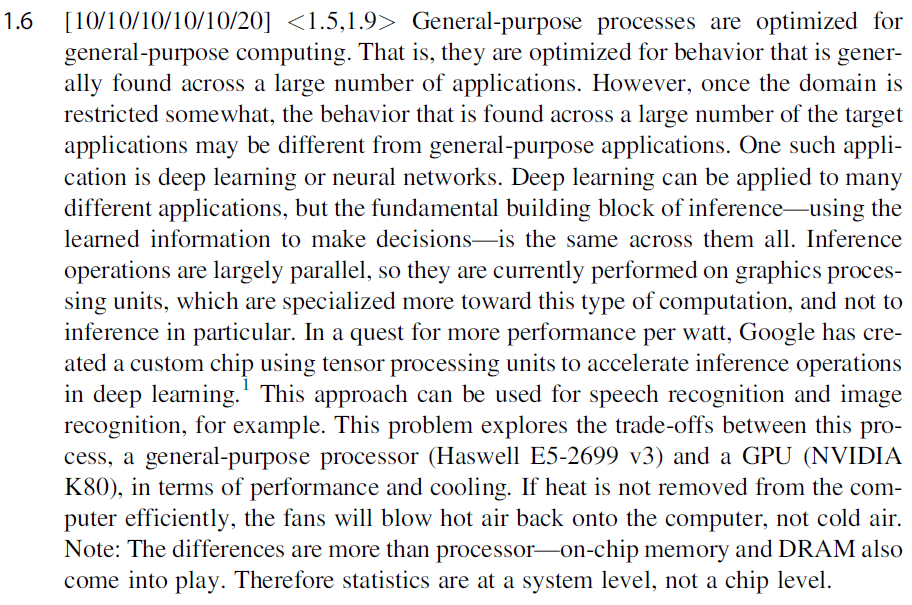 1.6 [10/10/10/10/10/20] <1.5,1.9> General-purpose processes are optimized for
general-purpose computing. That is, they are optimized for behavior that is gener-
ally found across a large number of applications. However, once the domain is
restricted somewhat, the behavior that is found across a large number of the target
applications may be different from general-purpose applications. One such appli-
cation is deep learning or neural networks. Deep learning can be applied to many
different applications, but the fundamental building block of inference—using the
learned information to make decisions—is the same across them all. Inference
operations are largely parallel, so they are currently performed on graphics proces-
sing units, which are specialized more toward this type of computation, and not to
inference in particular. In a quest for more performance per watt, Google has cre-
ated a custom chip using tensor processing units to accelerate inference operations
in deep learning.1 This approach can be used for speech recognition and image
recognition, for example. This problem explores the trade-offs between this pro-
cess, a general-purpose processor (Haswell E5-2699 v3) and a GPU (NVIDIA
K80), in terms of performance and cooling. If heat is not removed from the com-
puter efficiently, the fans will blow hot air back onto the computer, not cold air.
Note: The differences are more than processor—on-chip memory and DRAM also
come into play. Therefore statistics are at a system level, not a chip level.